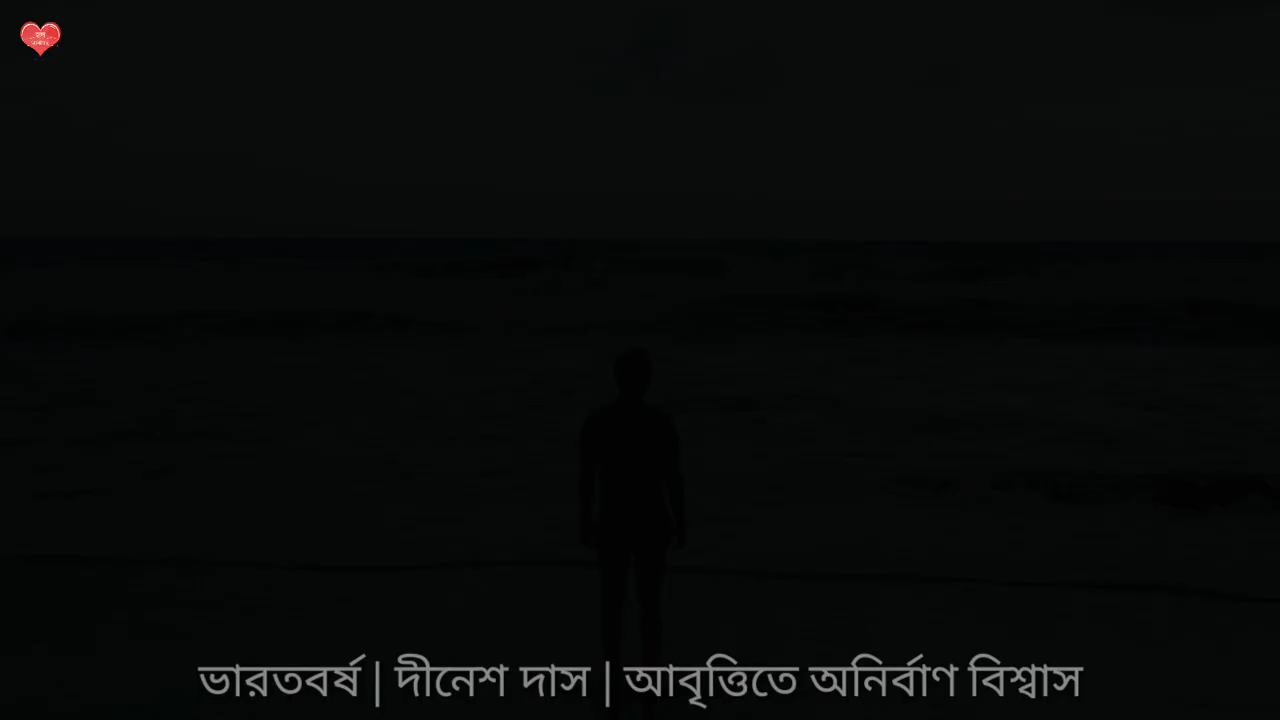 ভারতবর্ষ | দীনেশ দাস | আবৃত্তিতে অনির্বাণ বিশ্বাস